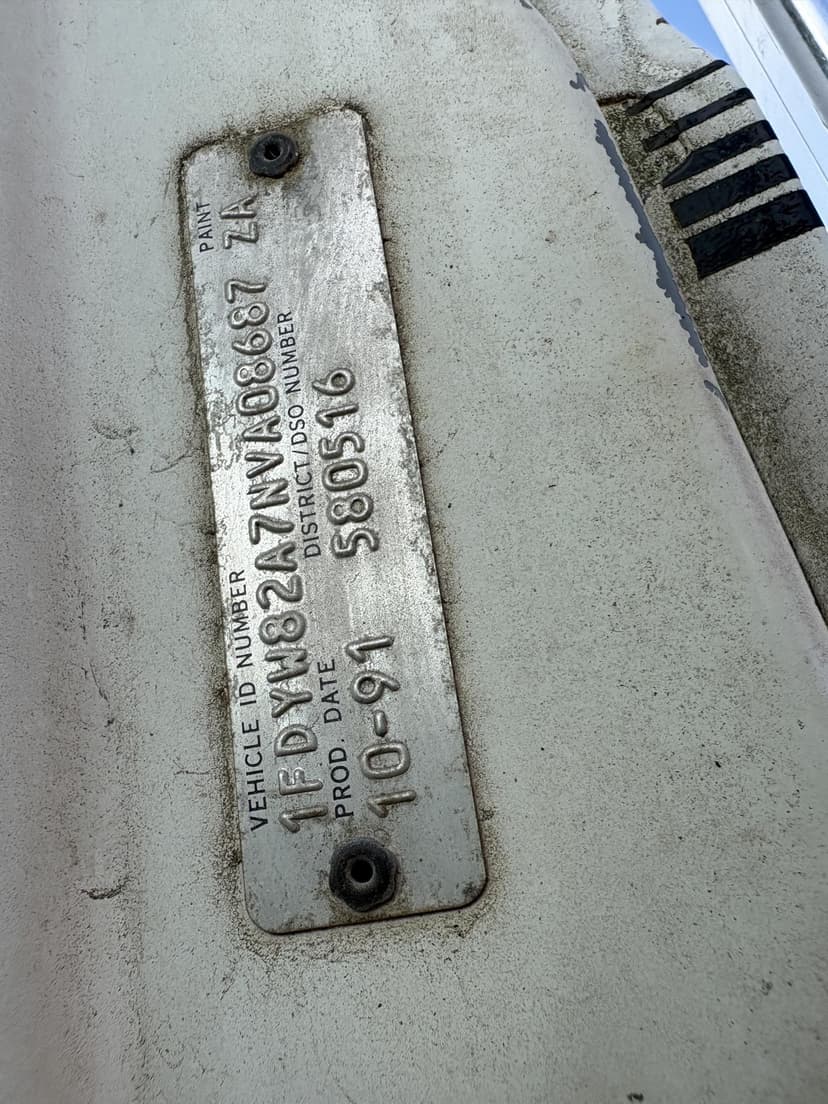 PAINT
VEHICLE ID NUMBER
1FDYW82A7NVA08687 ZA
PROD. DATE DISTRICT/DSO NUMBER
10-91 580516